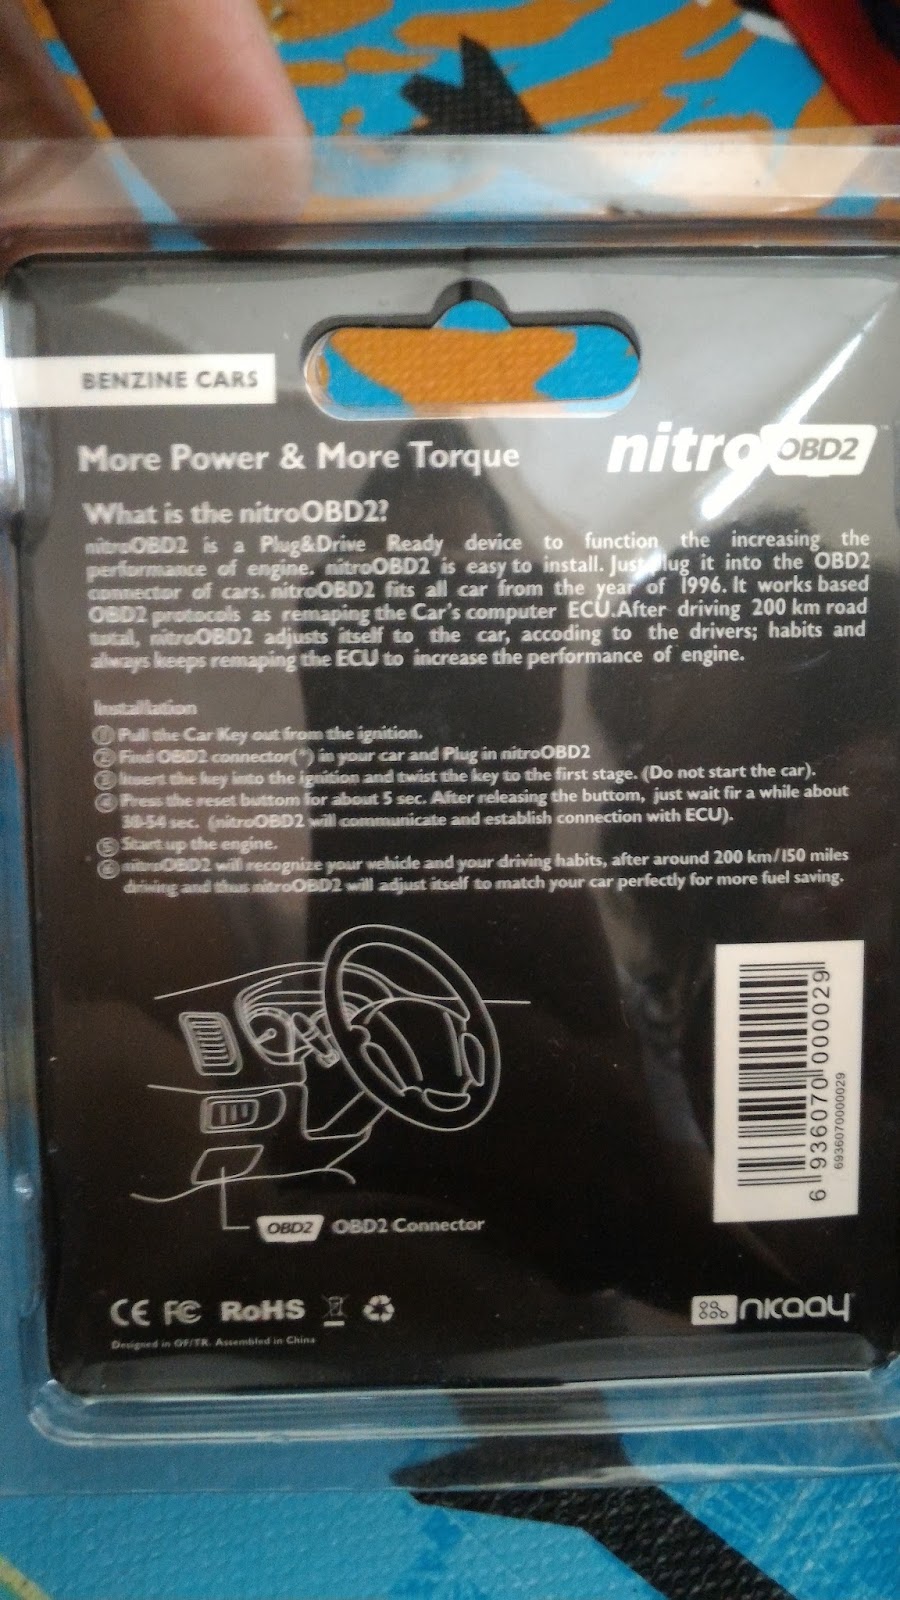 BENZINE CARS
More Power & More Torque
nitro OBD2
What is the nitroOBD2?
nitroOBD2 is a Plug&Drive Ready device to function the increasing the
performance of engine. nitroOBD2 is easy to install. Just plug it into the OBD2
connector of cars. nitroOBD2 fits all car from the year of 1996. It works based
OBD2 protocols as remaping the Car's computer ECU.After driving 200 km road
total, nitroOBD2 adjusts itself to the car, accoding to the drivers; habits and
always keeps remaping the ECU to increase the performance of engine.
Installation
① Pull the Car Key out from the ignition.
② Find OBD2 connector(*) in your car and Plug in nitroOBD2
③ Insert the key into the ignition and twist the key to the first stage. (Do not start the car).
④ Press the reset buttom for about 5 sec. After releasing the buttom, just wait fir a while about
30-54 sec. (nitroOBD2 will communicate and establish connection with ECU).
⑤ Start up the engine.
⑥ nitroOBD2 will recognize your vehicle and your driving habits, after around 200 km/150 miles
driving and thus nitroOBD2 will adjust itself to match your car perfectly for more fuel saving.
OBD2 OBD2 Connector
6 936070 000029
6936070000029
CE FC RoHS
nicaay
Designed in GF/TR. Assembled in China